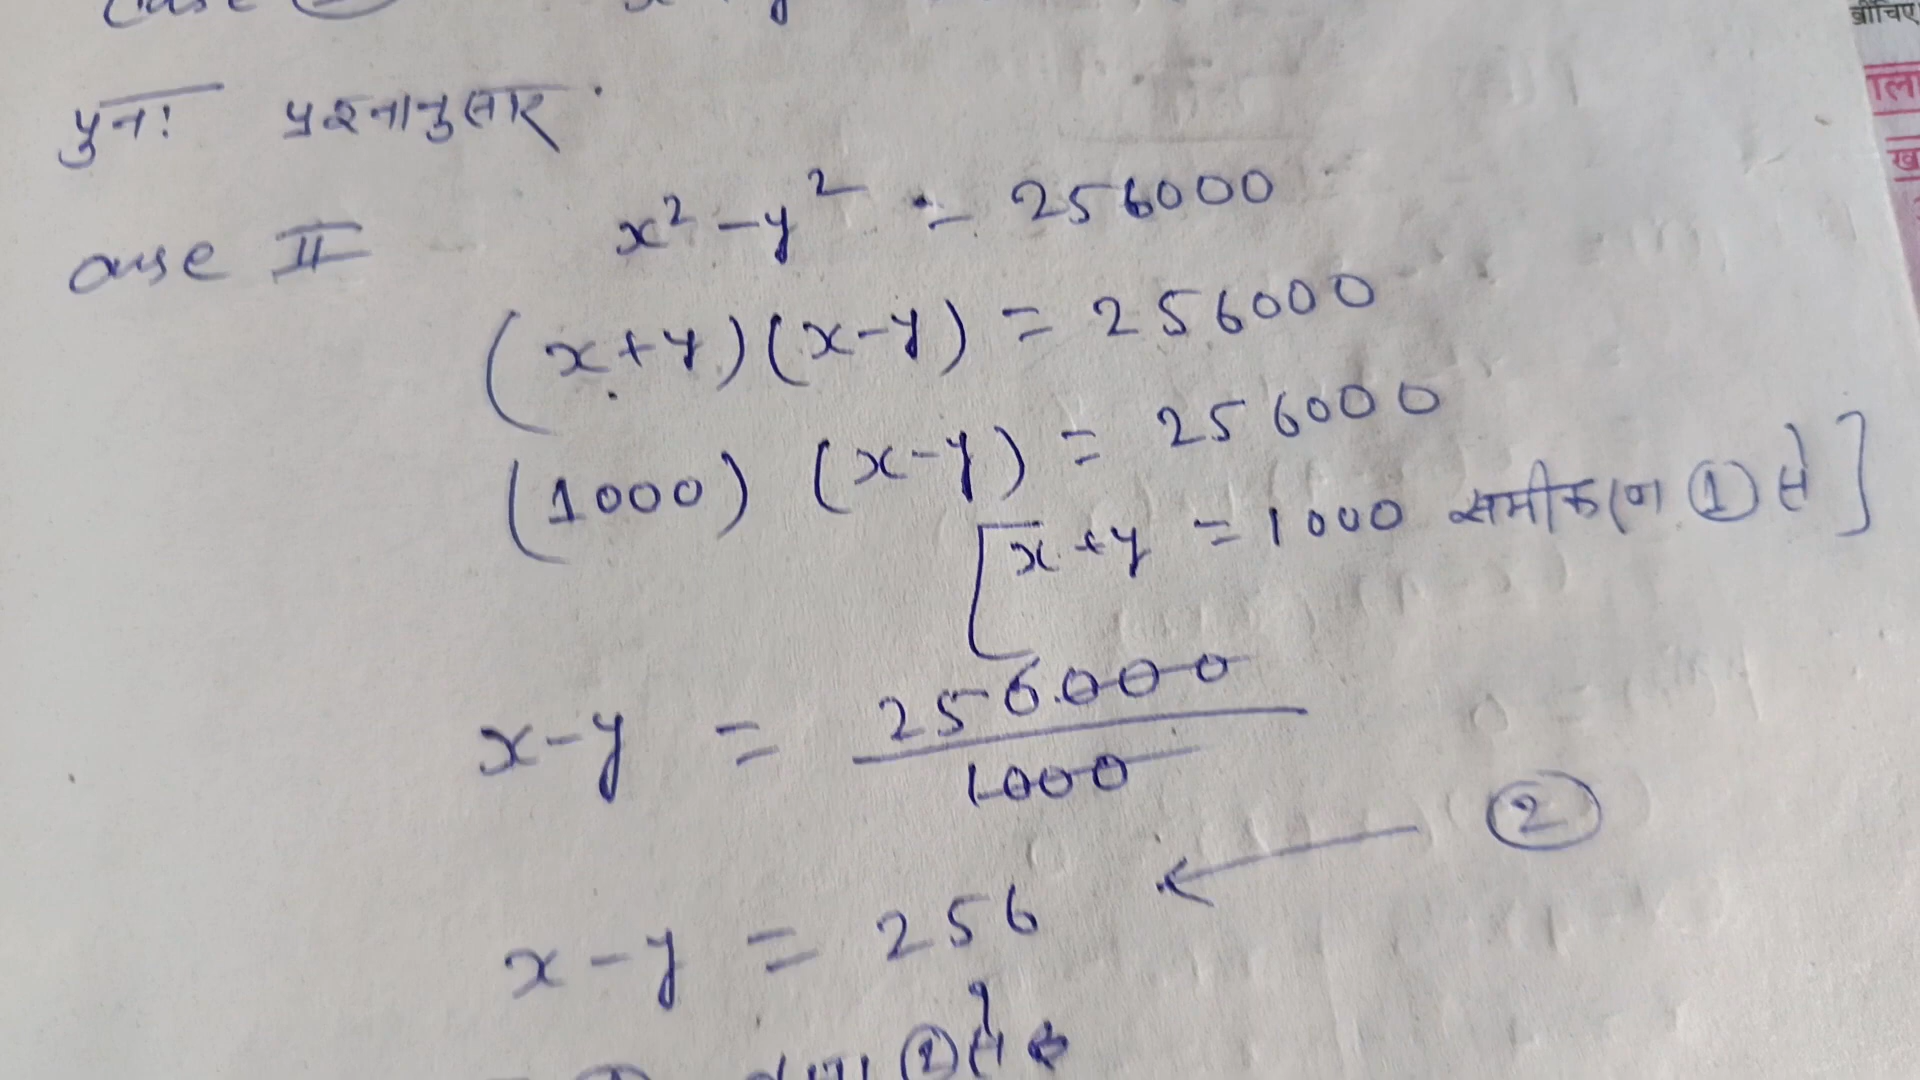 पुनः प्रश्नानुसार
case II x² - y² = 256000
(x+y)(x-y) = 256000
(1000) (x-y) = 256000
[x+y = 1000 समीकरण ① से]
x-y = 256000/1000
x-y = 256 ← ②